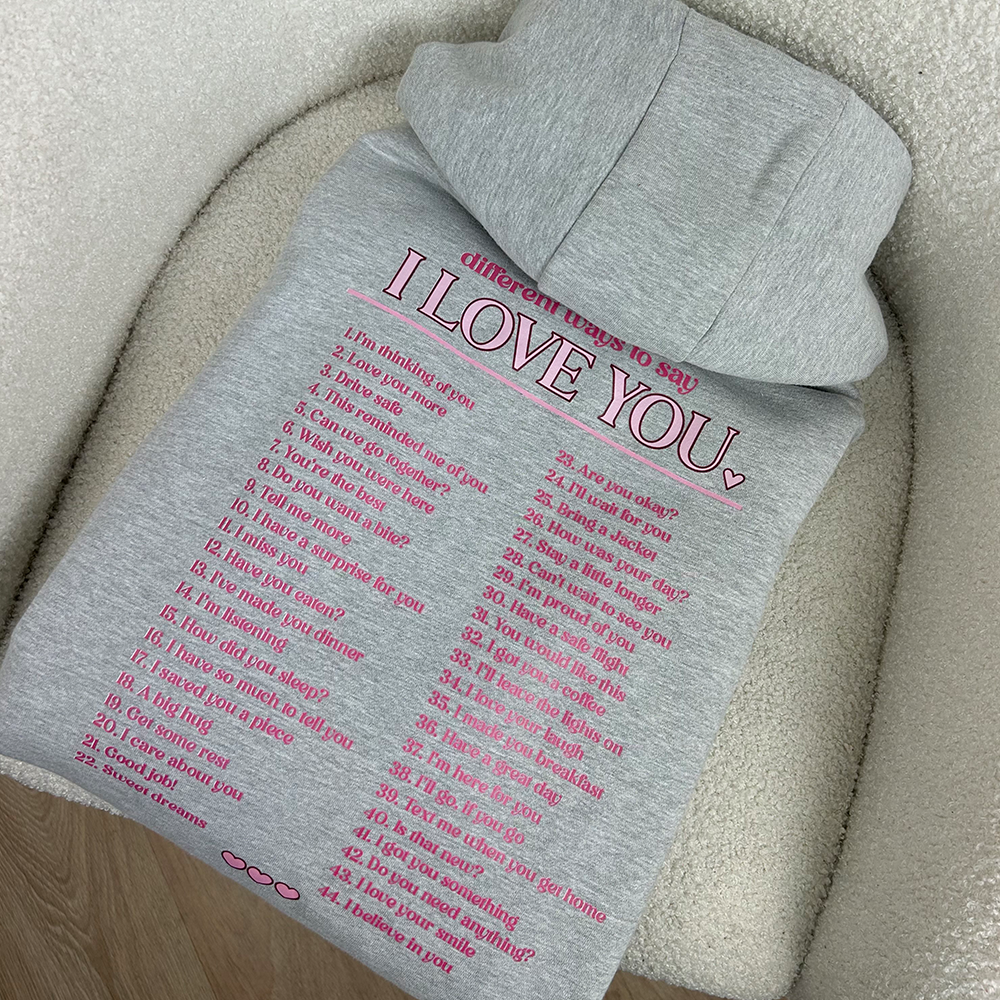 different ways to say
I LOVE YOU
1. I'm thinking of you
2. Love you more
3. Drive safe
4. This reminded me of you
5. Can we go together?
6. Wish you were here
7. You're the best
8. Do you want a bite?
9. Tell me more
10. I have a surprise for you
11. I miss you
12. Have you eaten?
13. I've made you dinner
14. I'm listening
15. How did you sleep?
16. I have so much to tell you
17. I saved you a piece
18. A big hug
19. Get some rest
20. I care about you
21. Good job!
22. Sweet dreams
23. Are you okay?
24. I'll wait for you
25. Bring a Jacket
26. How was your day?
27. Stay a little longer
28. Can't wait to see you
29. I'm proud of you
30. Have a safe flight
31. You would like this
32. I got you a coffee
33. I'll leave the lights on
34. I love your laugh
35. I made you breakfast
36. Have a great day
37. I'm here for you
38. I'll go, if you go
39. Text me when you get home
40. Is that new?
41. I got you something
42. Do you need anything?
43. I love your smile
44. I believe in you